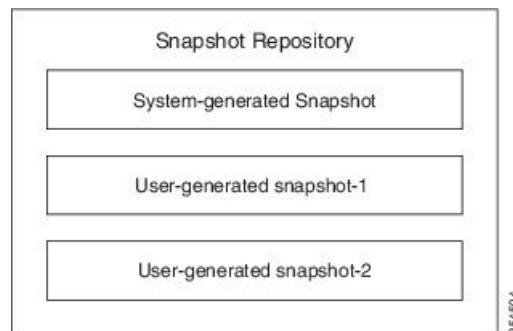 Snapshot Repository
System-generated Snapshot
User-generated snapshot-1
User-generated snapshot-2